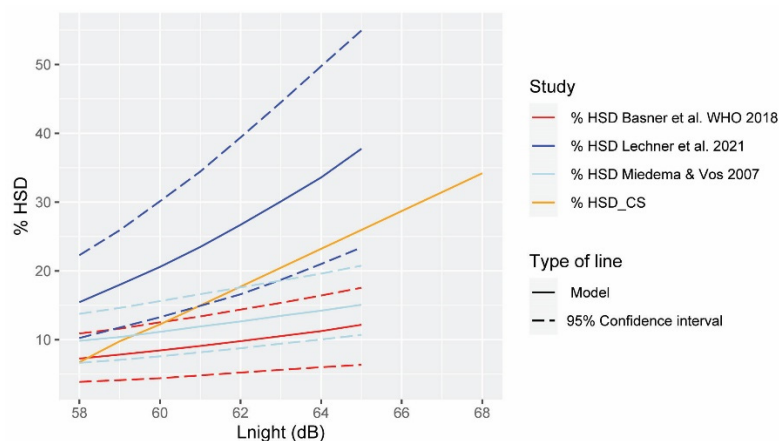 50
40
30
20
10
% HSD
58
60
62
64
66
68
Lnight (dB)
Study
% HSD Basner et al. WHO 2018
% HSD Lechner et al. 2021
% HSD Miedema & Vos 2007
% HSD_CS
Type of line
Model
95% Confidence interval